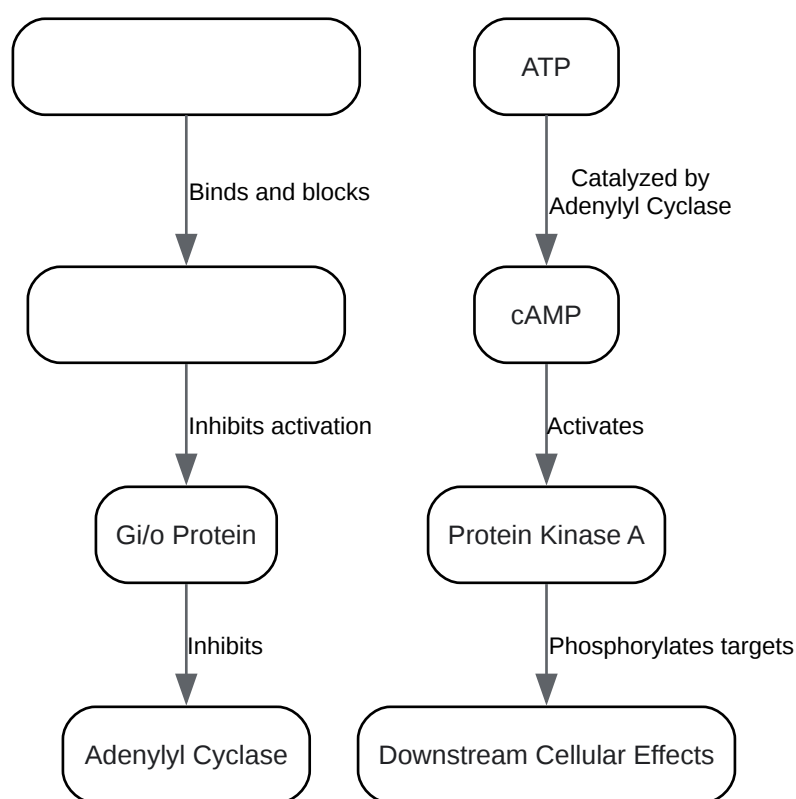 ATP
Binds and blocks
Catalyzed by
Adenylyl Cyclase
cAMP
Inhibits activation
Activates
Gi/o Protein
Protein Kinase A
Inhibits
Phosphorylates targets
Adenylyl Cyclase
Downstream Cellular Effects